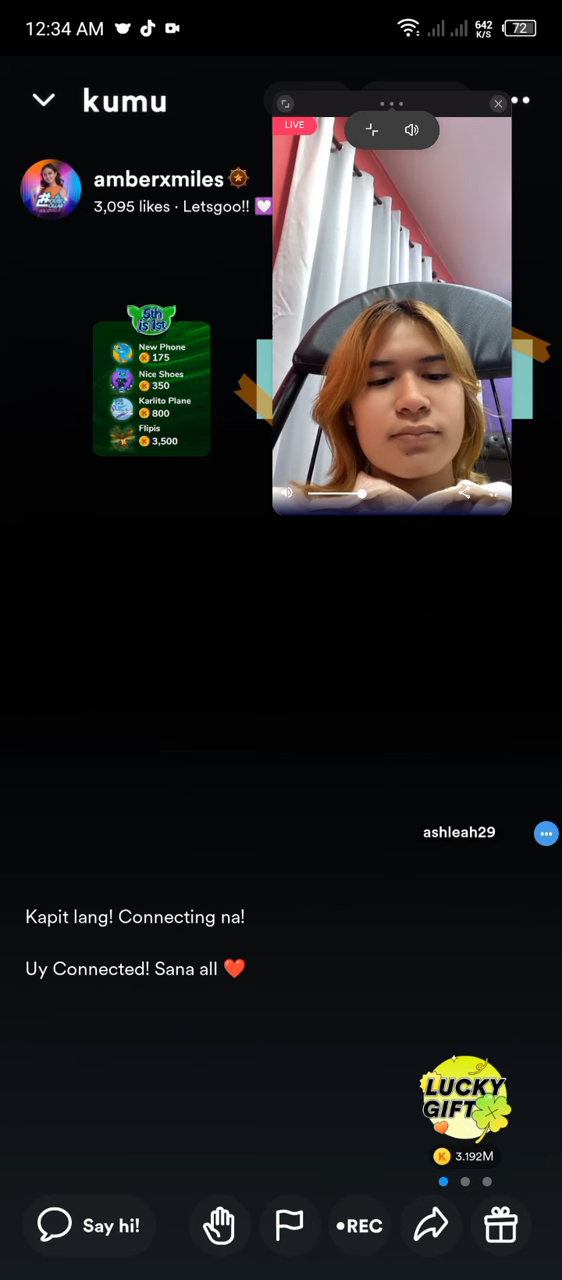 12:34 AM
642
K/S
72
kumu
LIVE
amberxmiles
3,095 likes · Letsgoo!! 💜
5th
is 1st
New Phone
K 175
Nice Shoes
K 350
Karlito Plane
K 800
Flipis
K 3,500
ashleah29
Kapit lang! Connecting na!
Uy Connected! Sana all ❤️
LUCKY
GIFT
K 3.192M
Say hi!
•REC